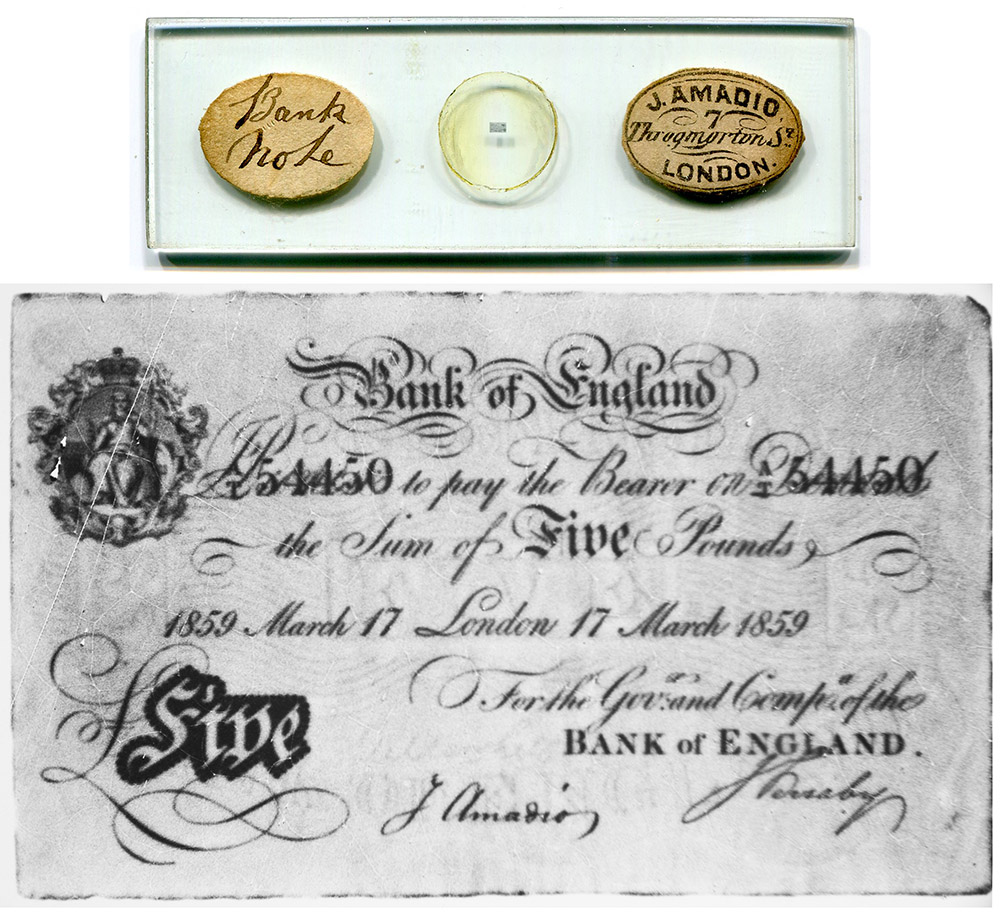 Bank
Note
J. AMADIO
7
Throgmorton St.
LONDON.
Bank of England
54450 to pay the Bearer on 54450
the Sum of Five Pounds
1859 March 17 London 17 March 1859
For the Govr. and Compa. of the
BANK of ENGLAND.
Five
J Amadio